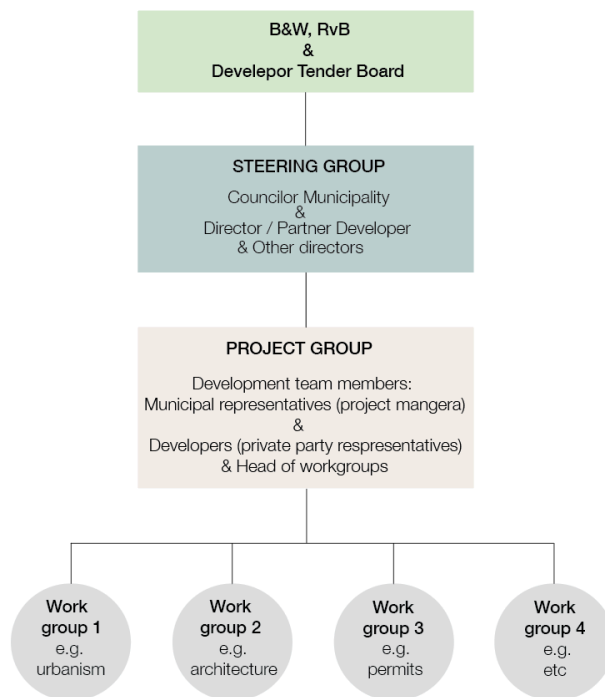 B&W, RvB
&
Develepor Tender Board
STEERING GROUP
Councilor Municipality
&
Director / Partner Developer
& Other directors
PROJECT GROUP
Development team members:
Municipal representatives (project mangera)
&
Developers (private party respresentatives)
& Head of workgroups
Work
group 1
e.g.
urbanism
Work
group 2
e.g.
architecture
Work
group 3
e.g.
permits
Work
group 4
e.g.
etc